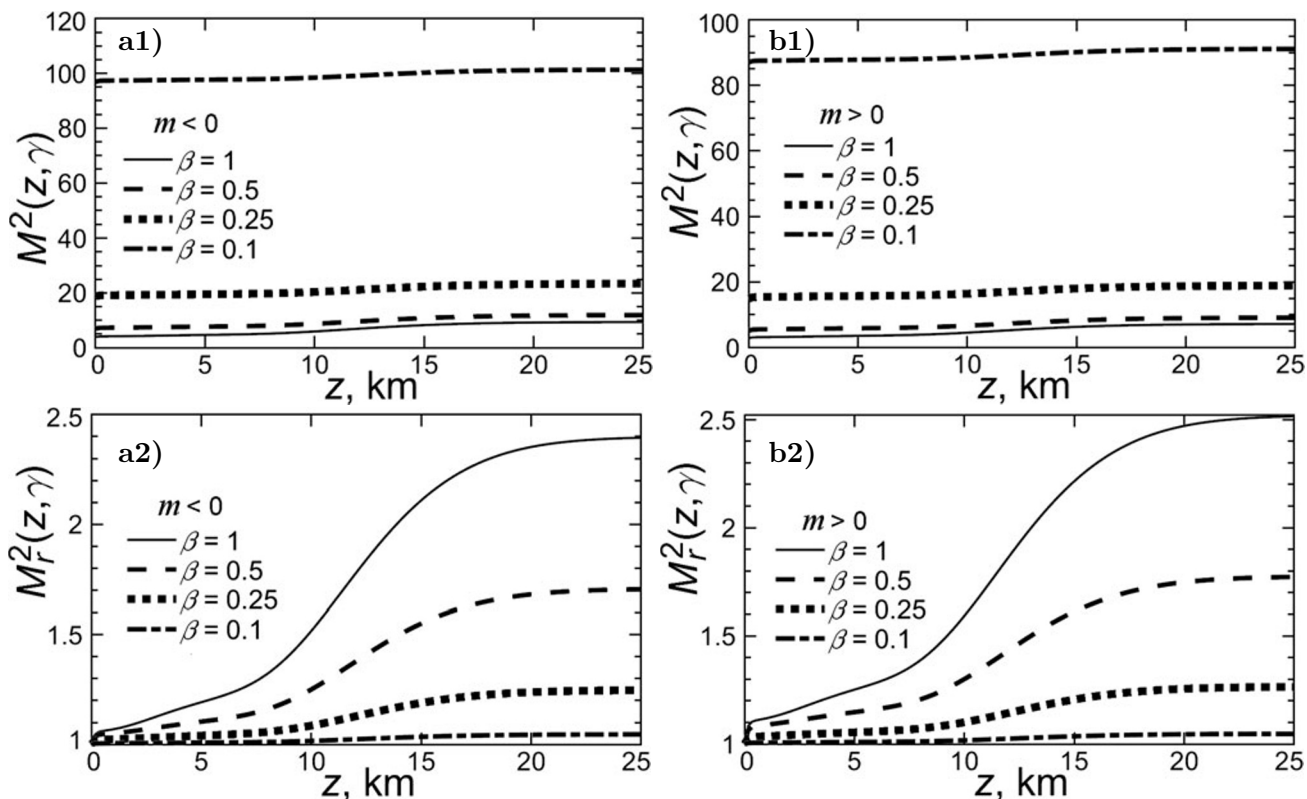 a1)
M²(z,γ)
120
100
80
60
40
20
0
m < 0
β = 1
β = 0.5
β = 0.25
β = 0.1
0 5 10 15 20 25
z, km
b1)
M²(z,γ)
100
80
60
40
20
0
m > 0
β = 1
β = 0.5
β = 0.25
β = 0.1
0 5 10 15 20 25
z, km
a2)
M_r²(z,γ)
2.5
2
1.5
1
m < 0
β = 1
β = 0.5
β = 0.25
β = 0.1
0 5 10 15 20 25
z, km
b2)
M_r²(z,γ)
2.5
2
1.5
1
m > 0
β = 1
β = 0.5
β = 0.25
β = 0.1
0 5 10 15 20 25
z, km